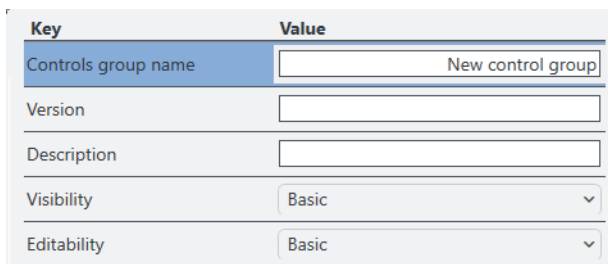 Key Value
Controls group name New control group
Version
Description
Visibility Basic
Editability Basic